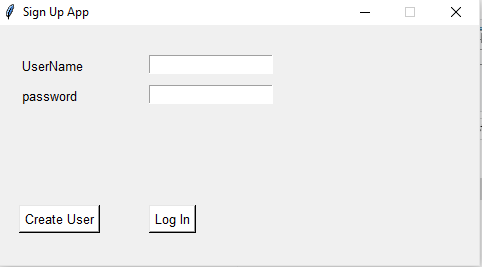 Sign Up App
UserName
password
Create User Log In